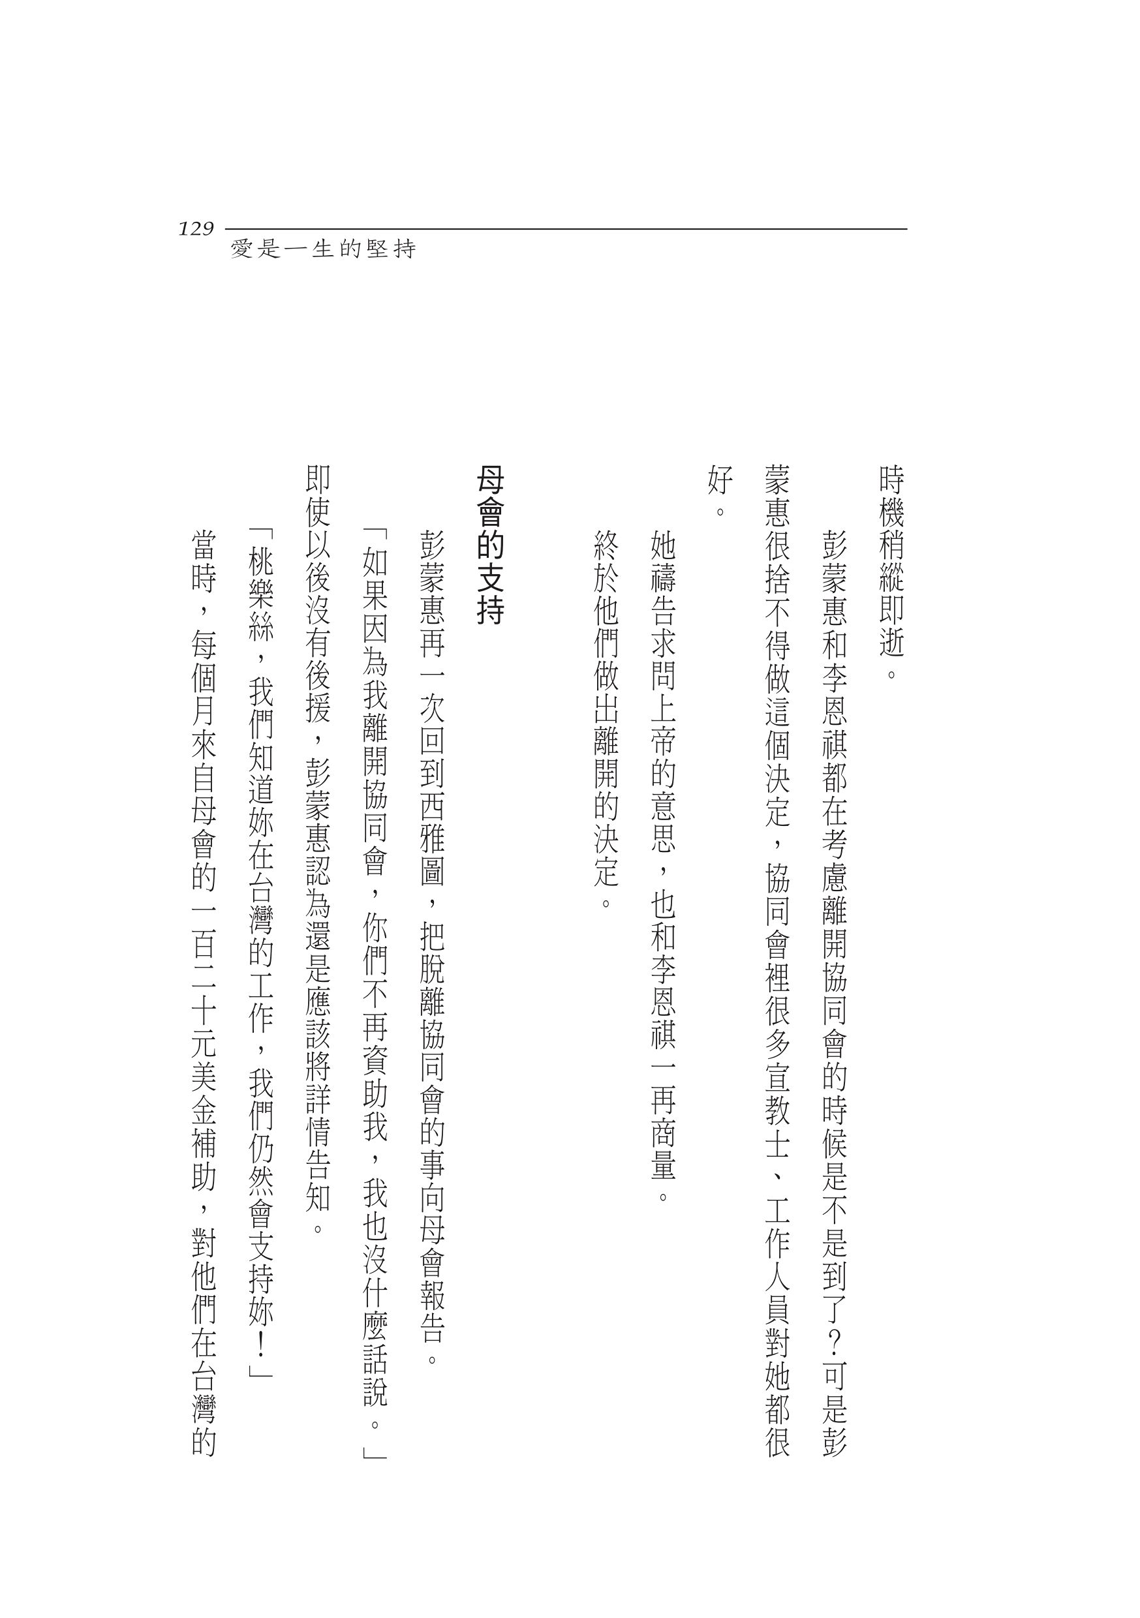 129
愛是一生的堅持
時機稍縱即逝。
彭蒙惠和李恩祺都在考慮離開協同會的時候是不是到了？可是彭
蒙惠很捨不得做這個決定，協同會裡很多宣教士、工作人員對她都很
好。
她禱告求問上帝的意思，也和李恩祺一再商量。
終於他們做出離開的決定。
母會的支持
彭蒙惠再一次回到西雅圖，把脫離協同會的事向母會報告。
「如果因為我離開協同會，你們不再資助我，我也沒什麼話說。」
即使以後沒有後援，彭蒙惠認為還是應該將詳情告知。
「桃樂絲，我們知道妳在台灣的工作，我們仍然會支持妳！」
當時，每個月來自母會的一百二十元美金補助，對他們在台灣的